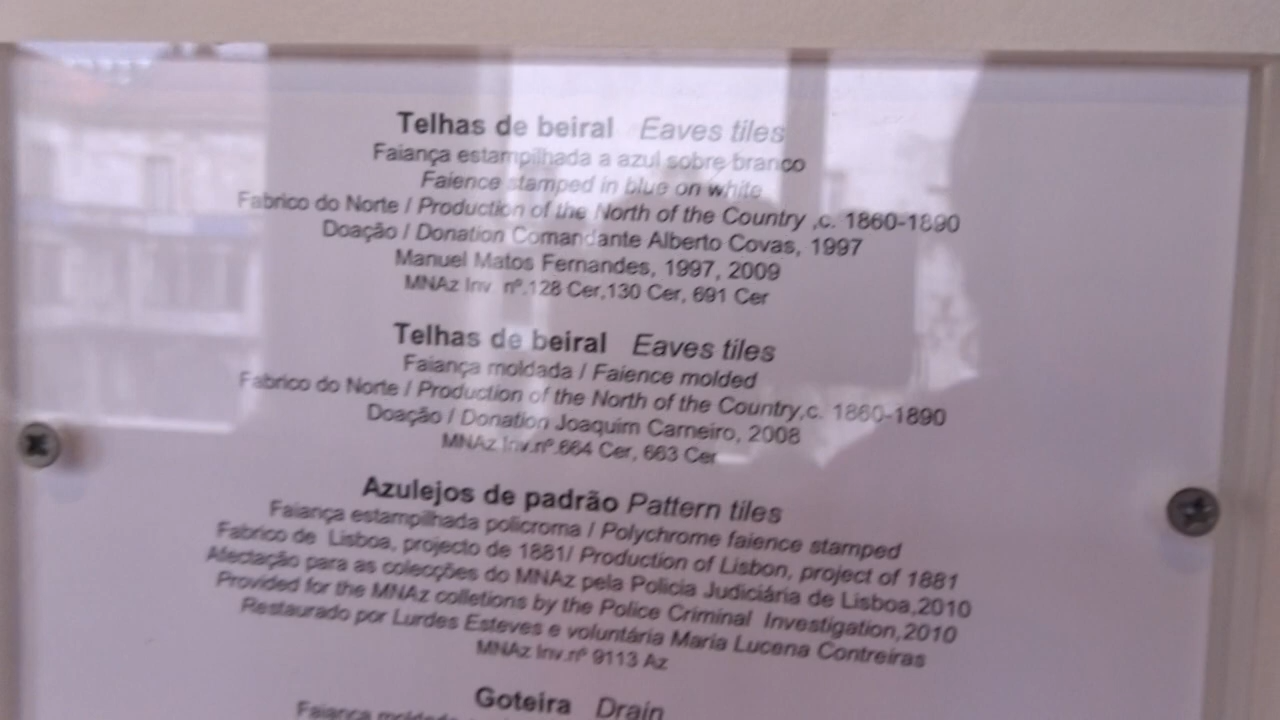 Telhas de beiral Eaves tiles
Faiança estampilhada a azul sobre branco
Faience stamped in blue on white
Fabrico do Norte / Production of the North of the Country ,c. 1860-1890
Doação / Donation Comandante Alberto Covas, 1997
Manuel Matos Fernandes, 1997, 2009
MNAz Inv nº.128 Cer,130 Cer, 691 Cer
Telhas de beiral Eaves tiles
Faiança moldada / Faience molded
Fabrico do Norte / Production of the North of the Country,c. 1860-1890
Doação / Donation Joaquim Carneiro, 2008
MNAz Inv.nº.664 Cer, 663 Cer
Azulejos de padrão Pattern tiles
Faiança estampilhada policroma / Polychrome faience stamped
Fabrico de Lisboa, projecto de 1881/ Production of Lisbon, project of 1881
Afectação para as colecções do MNAz pela Policia Judiciária de Lisboa,2010
Provided for the MNAz colletions by the Police Criminal Investigation,2010
Restaurado por Lurdes Esteves e voluntária Maria Lucena Contreiras
MNAz Inv.nº 9113 Az
Goteira Drain
Faiança